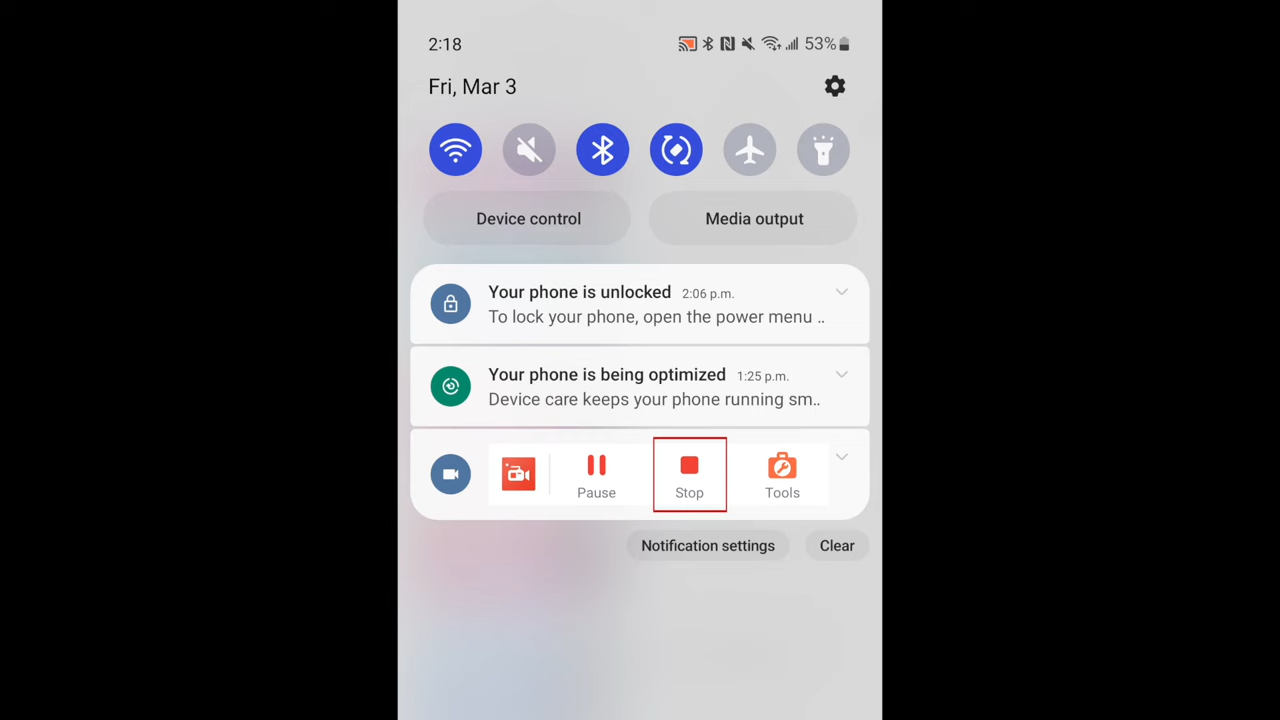 2:18 53%
Fri, Mar 3
Device control Media output
Your phone is unlocked 2:06 p.m.
To lock your phone, open the power menu ..
Your phone is being optimized 1:25 p.m.
Device care keeps your phone running sm..
Pause Stop Tools
Notification settings Clear